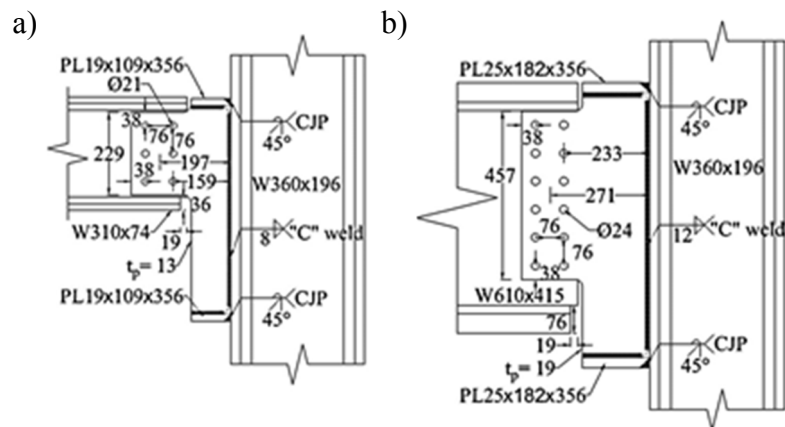 a)
PL19x109x356
Ø21
38
76
76
CJP
45°
229
197
38
159
W360x196
36
W310x74
19
8
"C" weld
tp= 13
PL19x109x356
CJP
45°
b)
PL25x182x356
CJP
45°
38
233
W360x196
457
271
Ø24
76
76
12
"C" weld
38
W610x415
76
19
CJP
tp= 19
45°
PL25x182x356